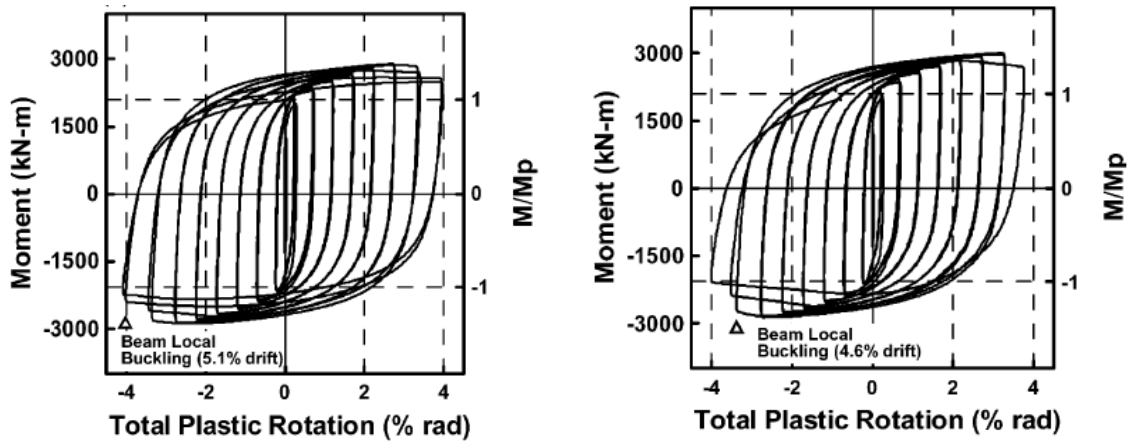 Moment (kN-m)
3000
1500
0
-1500
-3000
1
0
-1
M/Mp
Beam Local
Buckling (5.1% drift)
-4 -2 0 2 4
Total Plastic Rotation (% rad)
Moment (kN-m)
3000
1500
0
-1500
-3000
1
0
-1
M/Mp
Beam Local
Buckling (4.6% drift)
-4 -2 0 2 4
Total Plastic Rotation (% rad)